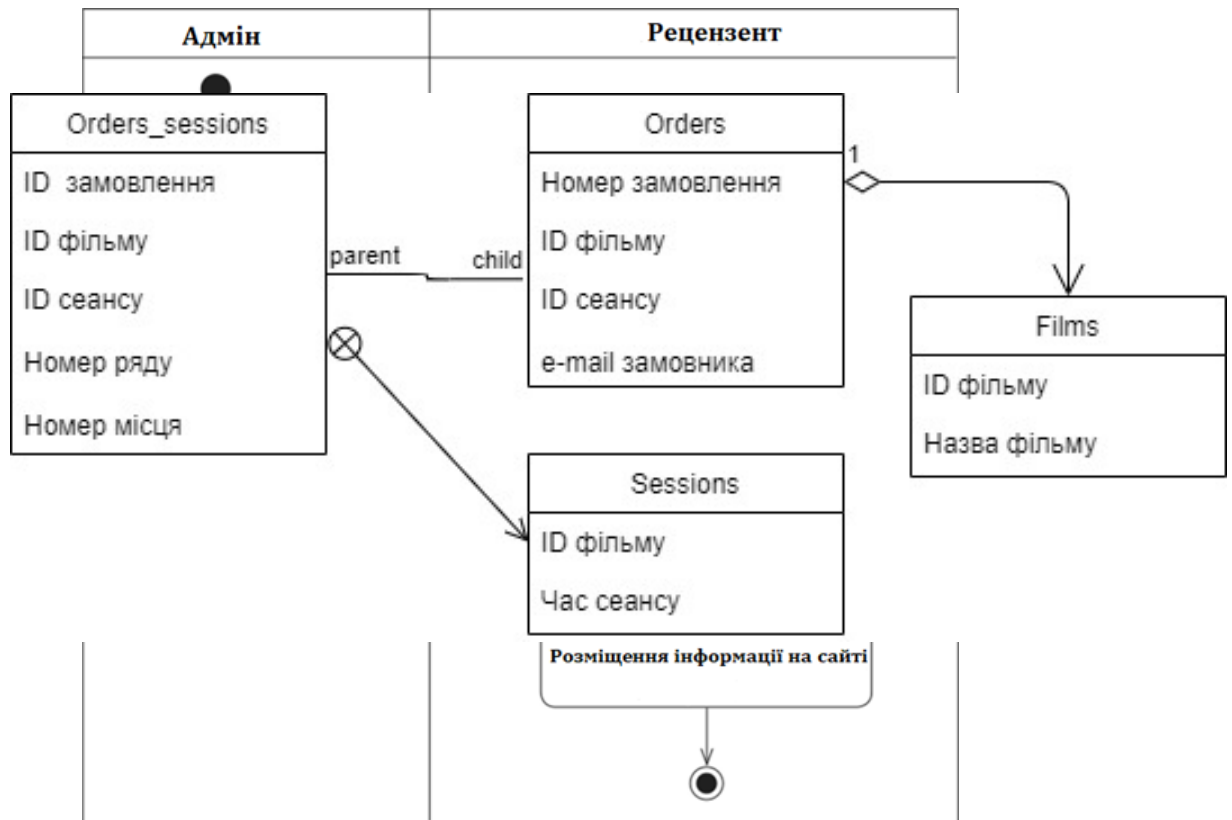 Адмін
Рецензент
Orders_sessions
ID замовлення
ID фільму
ID сеансу
Номер ряду
Номер місця
parent
child
Orders
Номер замовлення
ID фільму
ID сеансу
e-mail замовника
1
Films
ID фільму
Назва фільму
Sessions
ID фільму
Час сеансу
Розміщення інформації на сайті